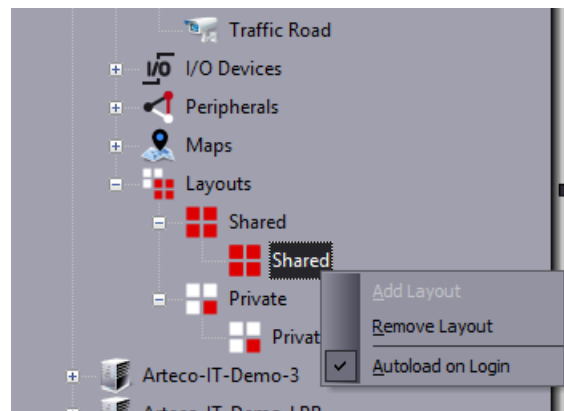 Traffic Road
I/O I/O Devices
Peripherals
Maps
Layouts
Shared
Shared
Private
Privat
Add Layout
Remove Layout
Autoload on Login
Arteco-IT-Demo-3